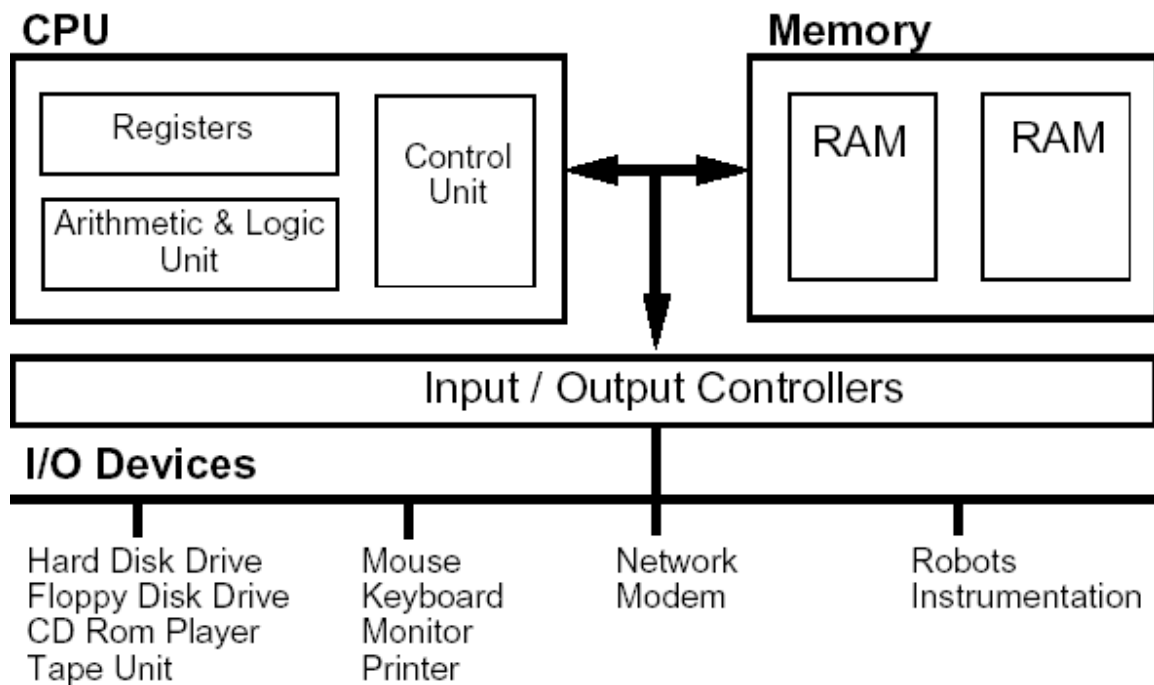 CPU
Memory
Registers
Arithmetic & Logic
Unit
Control
Unit
RAM
RAM
Input / Output Controllers
I/O Devices
Hard Disk Drive
Floppy Disk Drive
CD Rom Player
Tape Unit
Mouse
Keyboard
Monitor
Printer
Network
Modem
Robots
Instrumentation